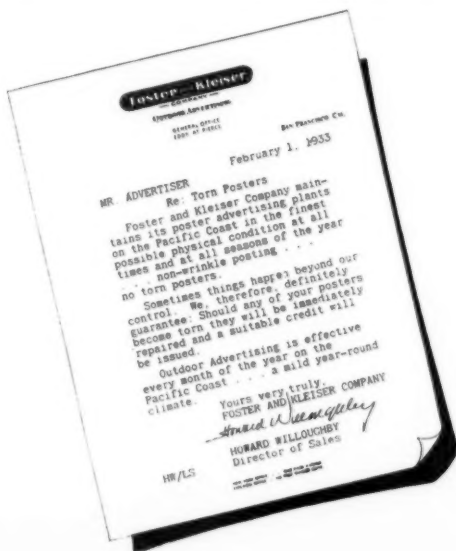 Foster and Kleiser
COMPANY
Outdoor Advertising
GENERAL OFFICE
EDDY AT PIERCE
SAN FRANCISCO CAL.
February 1, 1933
MR. ADVERTISER
Re: Torn Posters
Foster and Kleiser Company main-
tains its poster advertising plants
on the Pacific Coast in the finest
possible physical condition at all
times and at all seasons of the year
. . . . non-wrinkle posting . . . .
no torn posters.
Sometimes things happen beyond our
control. We, therefore, definitely
guarantee: Should any of your posters
become torn they will be immediately
repaired and a suitable credit will
be issued.
Outdoor Advertising is effective
every month of the year on the
Pacific Coast . . . . a mild year-round
climate.
Yours very truly,
FOSTER AND KLEISER COMPANY
Howard Willoughby
HOWARD WILLOUGHBY
Director of Sales
HW/LS